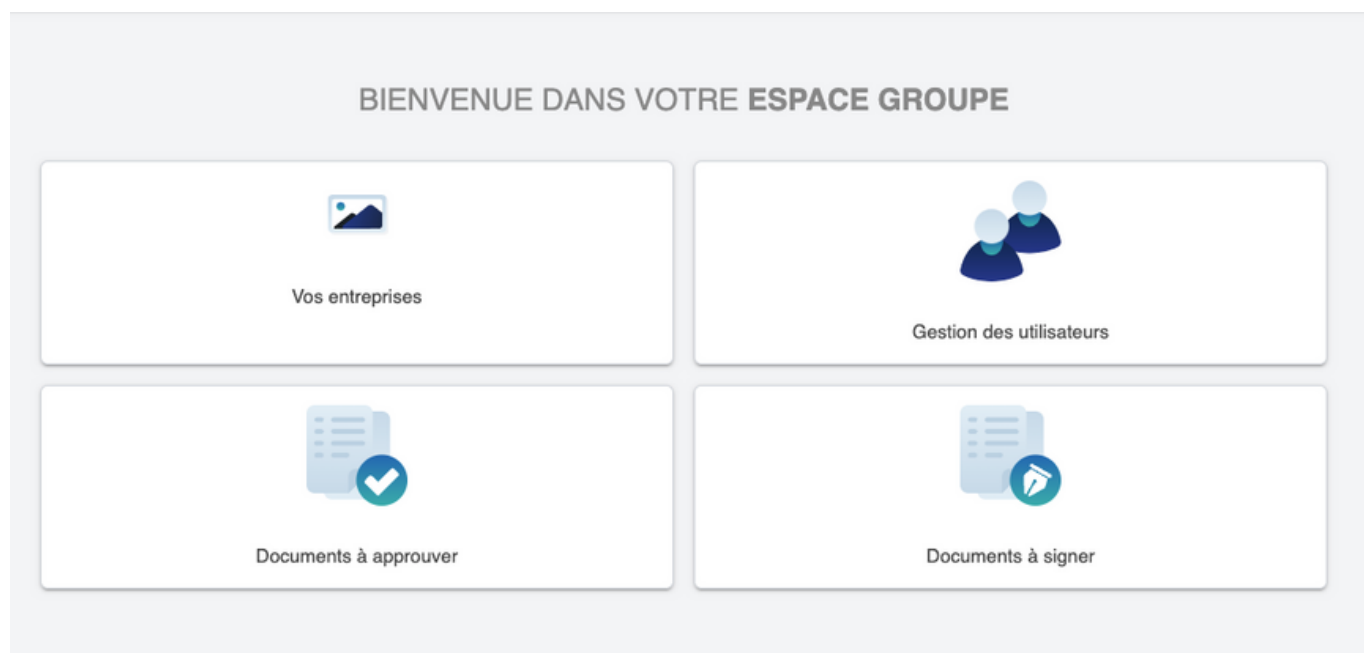 BIENVENUE DANS VOTRE ESPACE GROUPE
Vos entreprises
Gestion des utilisateurs
Documents à approuver
Documents à signer